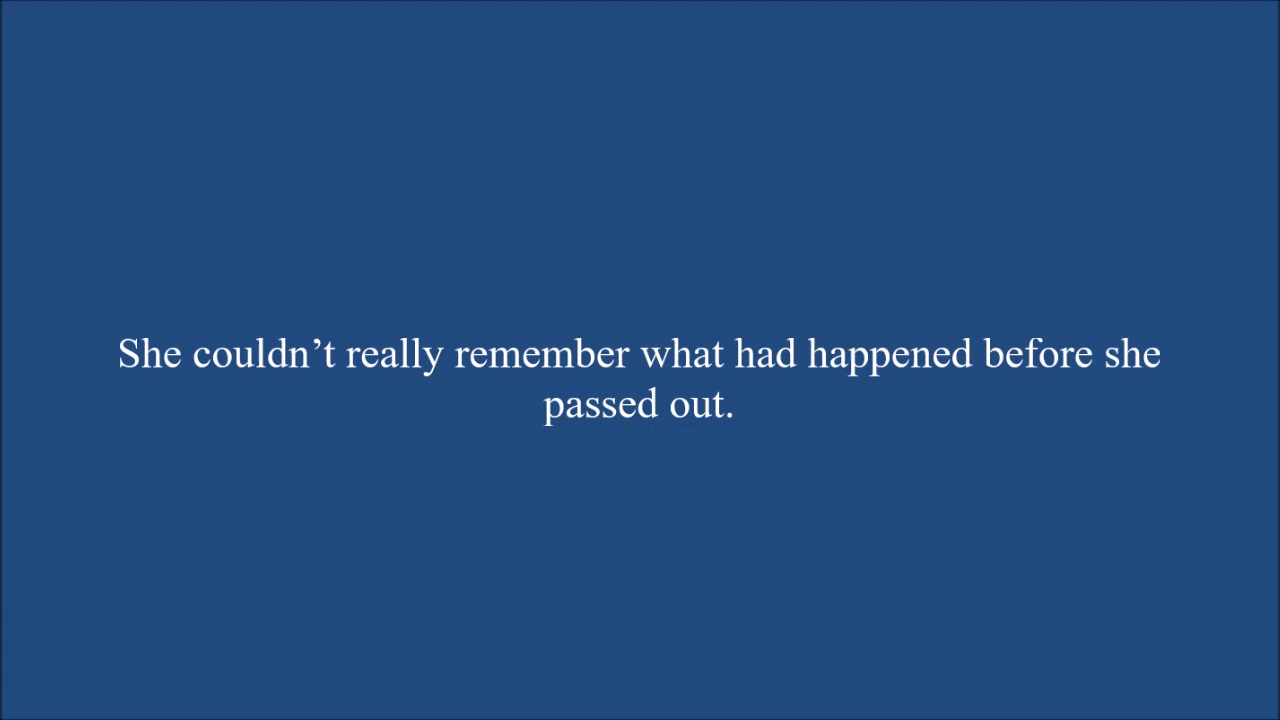 She couldn’t really remember what had happened before she
passed out.